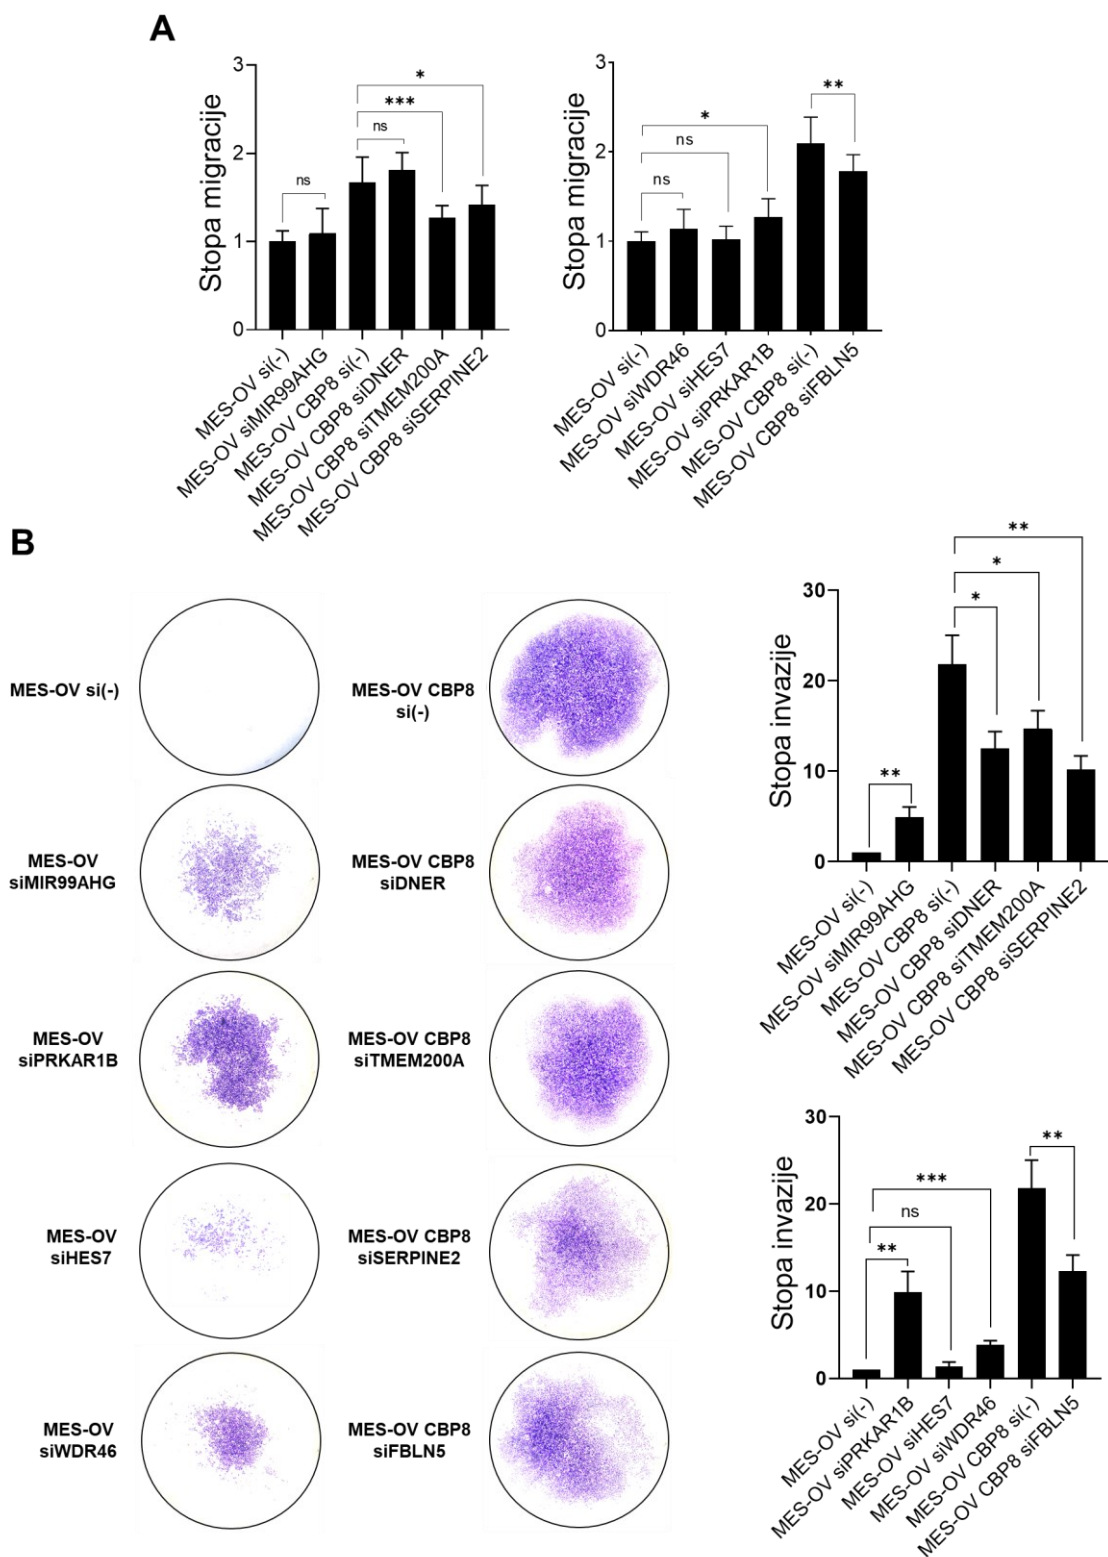 A
Stopa migracije
3
2
1
0
ns
ns
***
*
MES-OV si(-)
MES-OV siMIR99AHG
MES-OV CBP8 si(-)
MES-OV CBP8 siDNER
MES-OV CBP8 siTMEM200A
MES-OV CBP8 siSERPINE2
Stopa migracije
3
2
1
0
ns
ns
*
**
MES-OV si(-)
MES-OV siWDR46
MES-OV siHES7
MES-OV siPRKAR1B
MES-OV CBP8 si(-)
MES-OV CBP8 siFBLN5
B
MES-OV si(-)
MES-OV CBP8
si(-)
MES-OV
siMIR99AHG
MES-OV CBP8
siDNER
MES-OV
siPRKAR1B
MES-OV CBP8
siTMEM200A
MES-OV
siHES7
MES-OV CBP8
siSERPINE2
MES-OV
siWDR46
MES-OV CBP8
siFBLN5
Stopa invazije
30
20
10
0
**
*
*
**
MES-OV si(-)
MES-OV siMIR99AHG
MES-OV CBP8 si(-)
MES-OV CBP8 siDNER
MES-OV CBP8 siTMEM200A
MES-OV CBP8 siSERPINE2
Stopa invazije
30
20
10
0
**
ns
***
**
MES-OV si(-)
MES-OV siPRKAR1B
MES-OV siHES7
MES-OV siWDR46
MES-OV CBP8 si(-)
MES-OV CBP8 siFBLN5